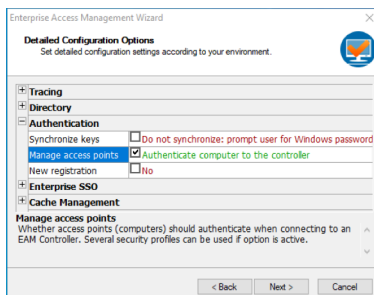 Enterprise Access Management Wizard
Detailed Configuration Options
Set detailed configuration settings according to your environment.
Tracing
Directory
Authentication
Synchronize keys Do not synchronize: prompt user for Windows password
Manage access points Authenticate computer to the controller
New registration No
Enterprise SSO
Cache Management
Manage access points
Whether access points (computers) should authenticate when connecting to an
EAM Controller. Several security profiles can be used if option is active.
< Back Next > Cancel